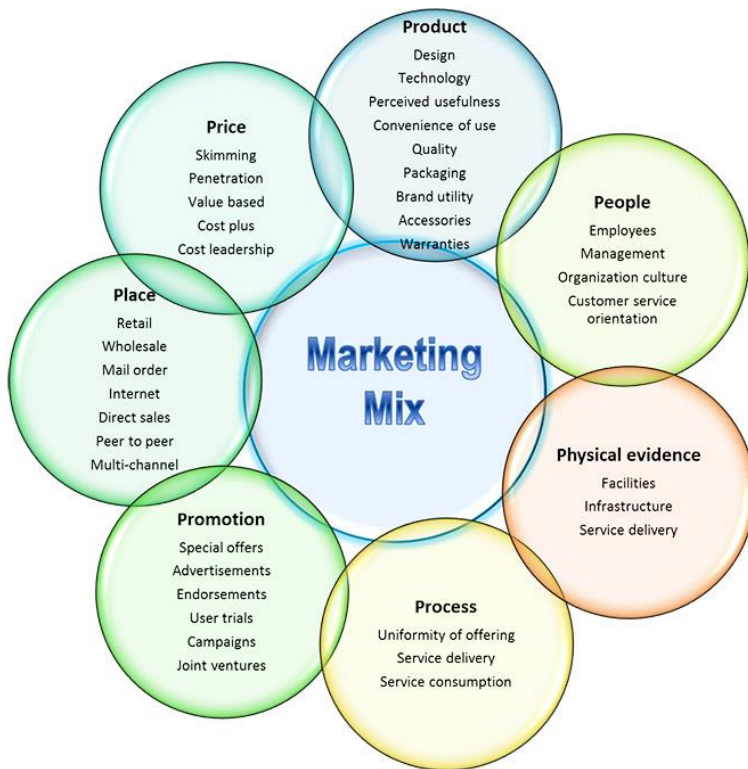 Product
Design
Technology
Perceived usefulness
Convenience of use
Quality
Packaging
Brand utility
Accessories
Warranties
Price
Skimming
Penetration
Value based
Cost plus
Cost leadership
People
Employees
Management
Organization culture
Customer service
orientation
Place
Retail
Wholesale
Mail order
Internet
Direct sales
Peer to peer
Multi-channel
Marketing
Mix
Physical evidence
Facilities
Infrastructure
Service delivery
Promotion
Special offers
Advertisements
Endorsements
User trials
Campaigns
Joint ventures
Process
Uniformity of offering
Service delivery
Service consumption